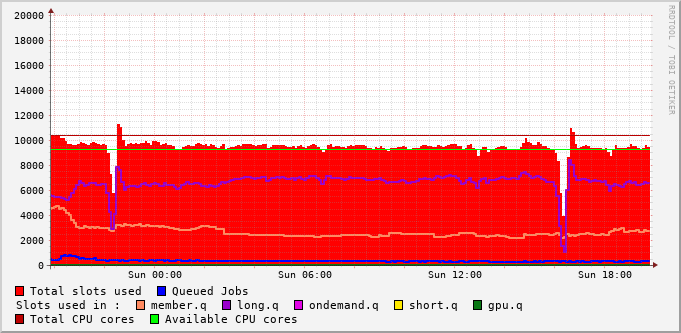 20000
18000
16000
14000
12000
10000
8000
6000
4000
2000
0
Sun 00:00 Sun 06:00 Sun 12:00 Sun 18:00
RRDTOOL / TOBI OETIKER
Total slots used Queued Jobs
Slots used in : member.q long.q ondemand.q short.q gpu.q
Total CPU cores Available CPU cores